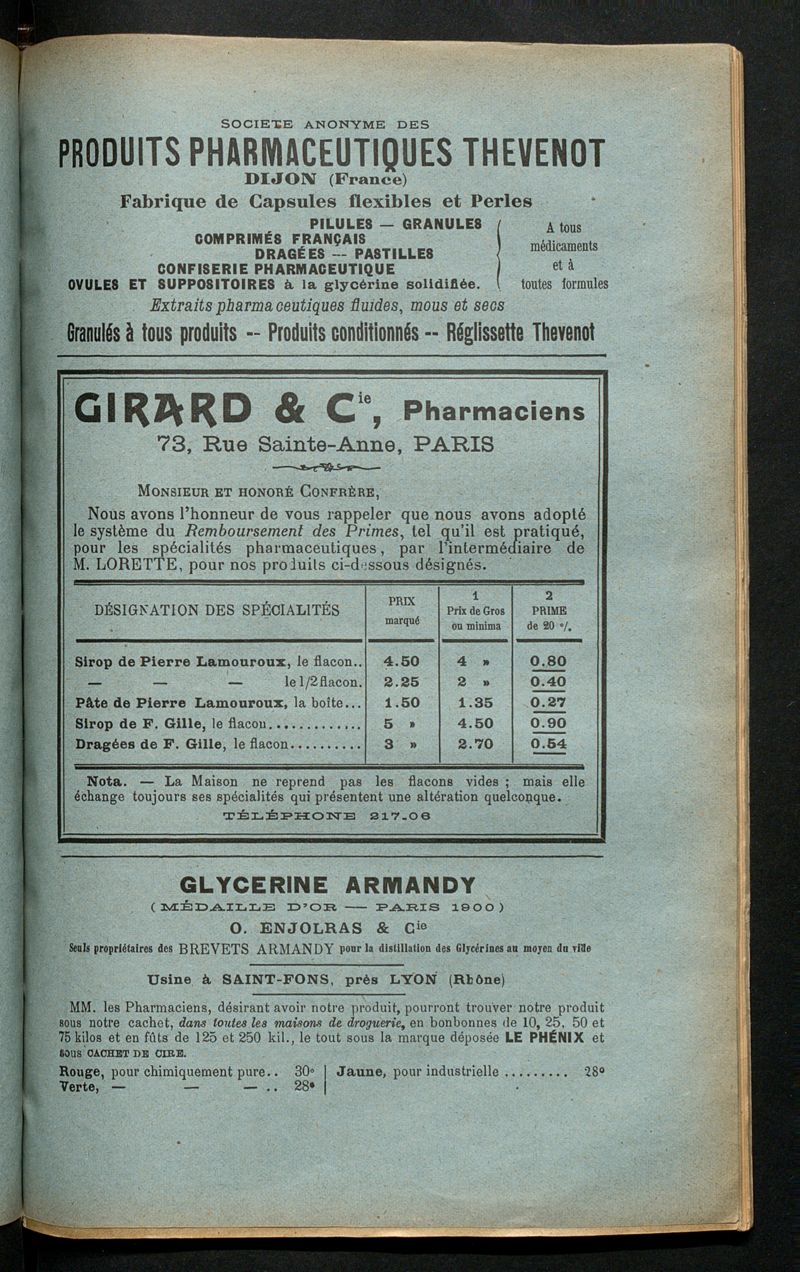 SOCIETE ANONYME DES
PRODUITS PHARMACEUTIQUES THEVENOT
DIJON (France)
Fabrique de Capsules flexibles et Perles
PILULES — GRANULES
COMPRIMÉS FRANÇAIS
DRAGÉES — PASTILLES
CONFISERIE PHARMACEUTIQUE
OVULES ET SUPPOSITOIRES à la glycérine solidifiée.
A tous
médicaments
et à
toutes formules
Extraits pharmaceutiques fluides, mous et secs
Granulés à tous produits -- Produits conditionnés -- Réglissette Thevenot
GIRARD & Cie, Pharmaciens
73, Rue Sainte-Anne, PARIS
MONSIEUR ET HONORÉ CONFRÈRE,
Nous avons l'honneur de vous rappeler que nous avons adopté
le système du Remboursement des Primes, tel qu'il est pratiqué,
pour les spécialités pharmaceutiques, par l'intermédiaire de
M. LORETTE, pour nos produits ci-dessous désignés.
DÉSIGNATION DES SPÉCIALITÉS | PRIX marqué | 1 Prix de Gros ou minima | 2 PRIME de 20 %
Sirop de Pierre Lamouroux, le flacon.. 4.50 4 » 0.80
— — — le 1/2 flacon. 2.25 2 » 0.40
Pâte de Pierre Lamouroux, la boîte... 1.50 1.35 0.27
Sirop de F. Gille, le flacon............. 5 » 4.50 0.90
Dragées de F. Gille, le flacon.......... 3 » 2.70 0.54
Nota. — La Maison ne reprend pas les flacons vides ; mais elle
échange toujours ses spécialités qui présentent une altération quelconque.
TÉLÉPHONE 217.06
GLYCERINE ARMANDY
(MÉDAILLE D'OR — PARIS 1900)
O. ENJOLRAS & Cie
Seuls propriétaires des BREVETS ARMANDY pour la distillation des Glycérines au moyen du vide
Usine à SAINT-FONS, près LYON (Rhône)
MM. les Pharmaciens, désirant avoir notre produit, pourront trouver notre produit
sous notre cachet, dans toutes les maisons de droguerie, en bonbonnes de 10, 25, 50 et
75 kilos et en fûts de 125 et 250 kil., le tout sous la marque déposée LE PHÉNIX et
sous CACHET DE CIRE.
Rouge, pour chimiquement pure.. 30° | Jaune, pour industrielle ......... 28°
Verte, — — — .. 28° |